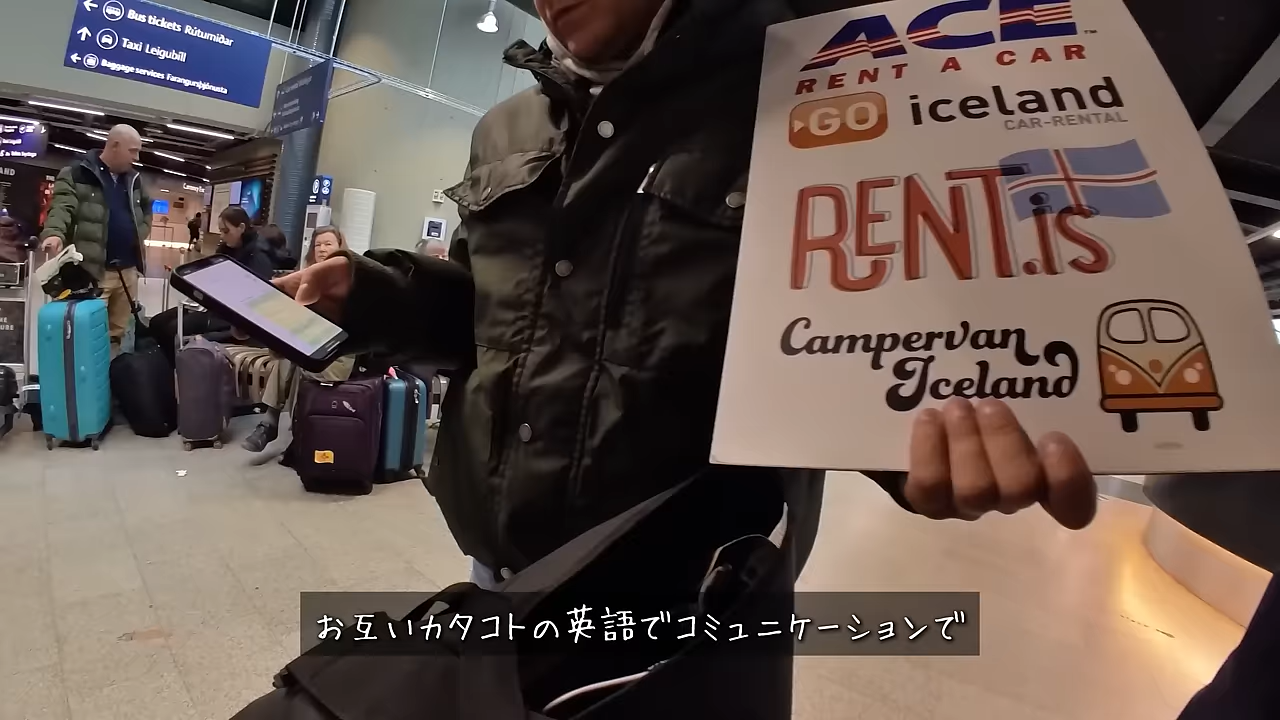 Bus tickets Rútumiðar
Taxi Leigubíll
Baggage services Farangursþjónusta
ACE
RENT A CAR
GO iceland
CAR-RENTAL
RENT.is
Campervan
Iceland
お互いカタコトの英語でコミュニケーションで